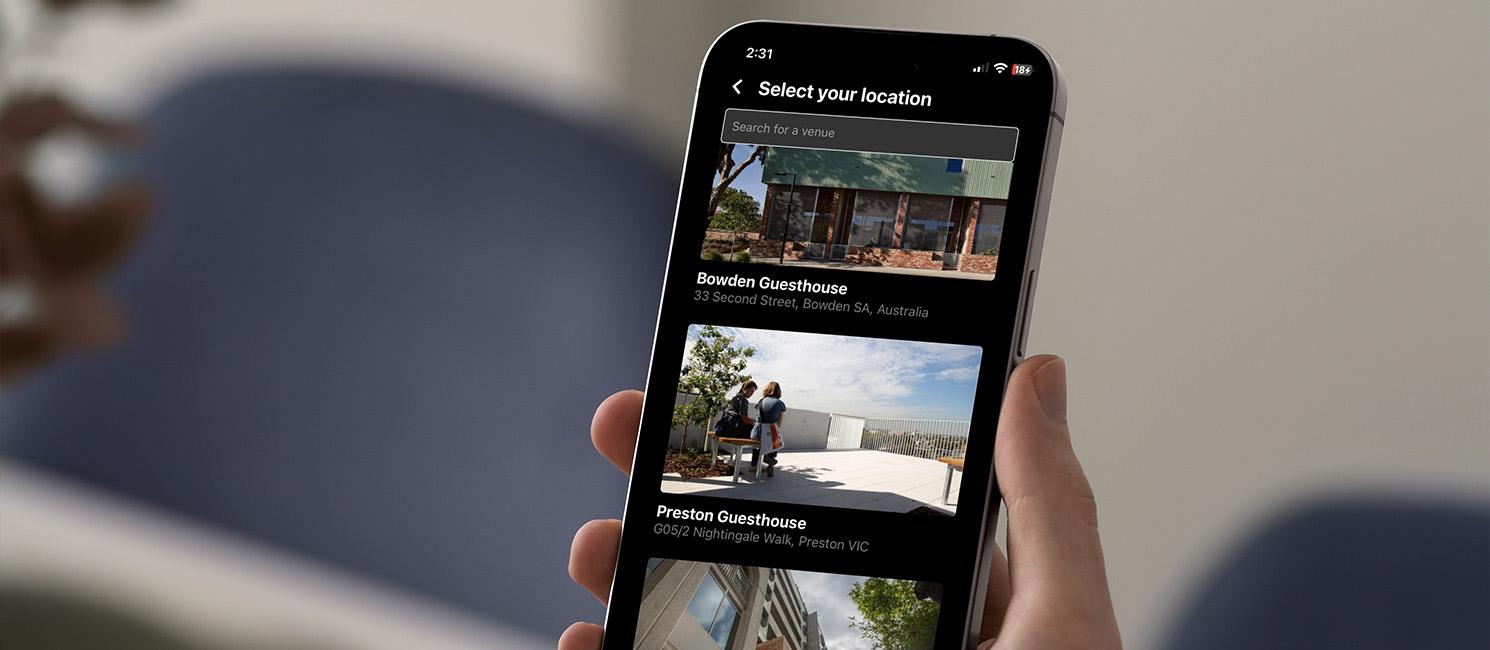 2:31
18
Select your location
Search for a venue
Bowden Guesthouse
33 Second Street, Bowden SA, Australia
Preston Guesthouse
G05/2 Nightingale Walk, Preston VIC